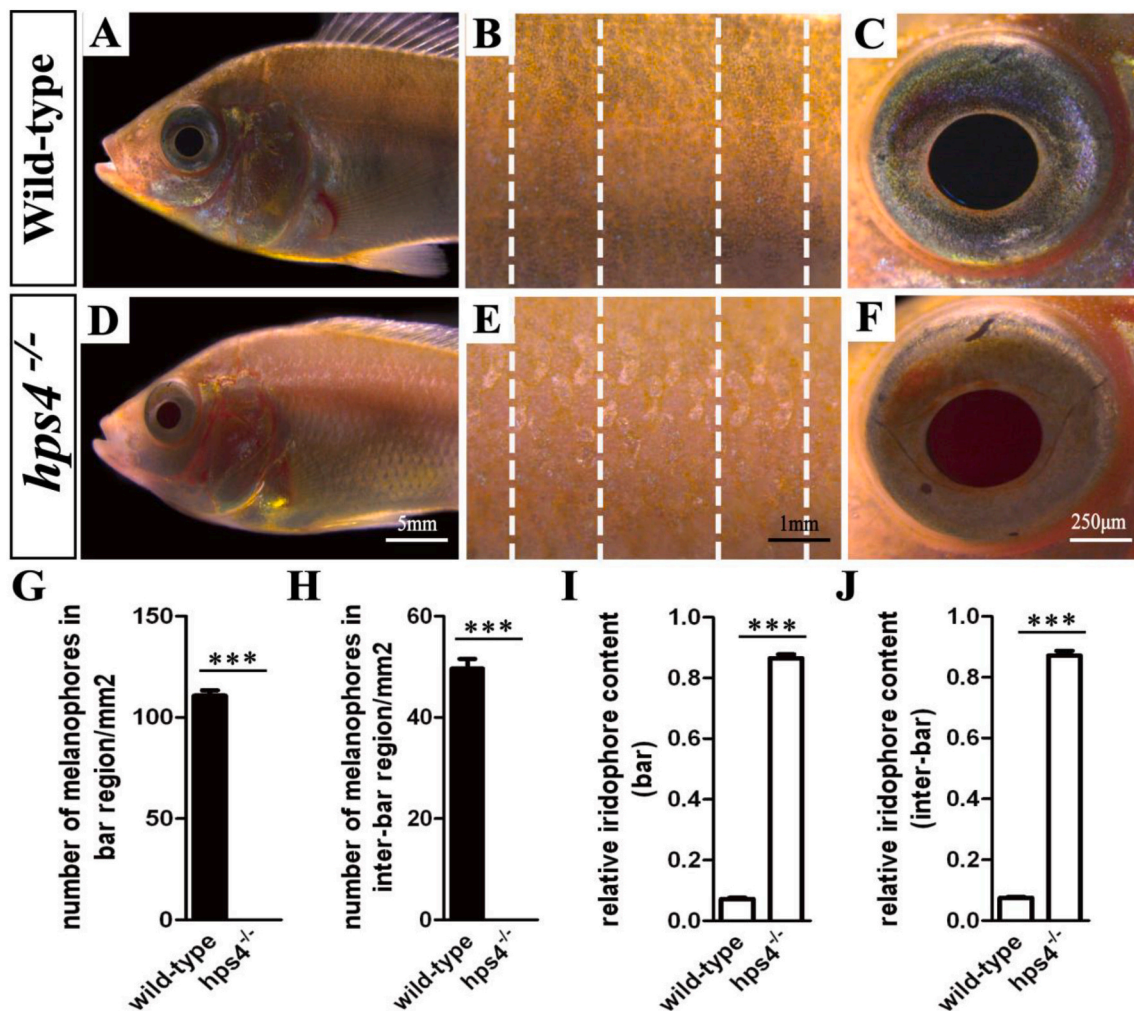 Wild-type
A
B
C
hps4 -/-
D
E
F
5mm
1mm
250μm
G
H
I
J
number of melanophores in
bar region/mm2
150
100
50
0
***
wild-type
hps4-/-
number of melanophores in
inter-bar region/mm2
60
40
20
0
***
wild-type
hps4-/-
relative iridophore content
(bar)
1.0
0.8
0.6
0.4
0.2
0.0
***
wild-type
hps4-/-
relative iridophore content
(inter-bar)
1.0
0.8
0.6
0.4
0.2
0.0
***
wild-type
hps4-/-